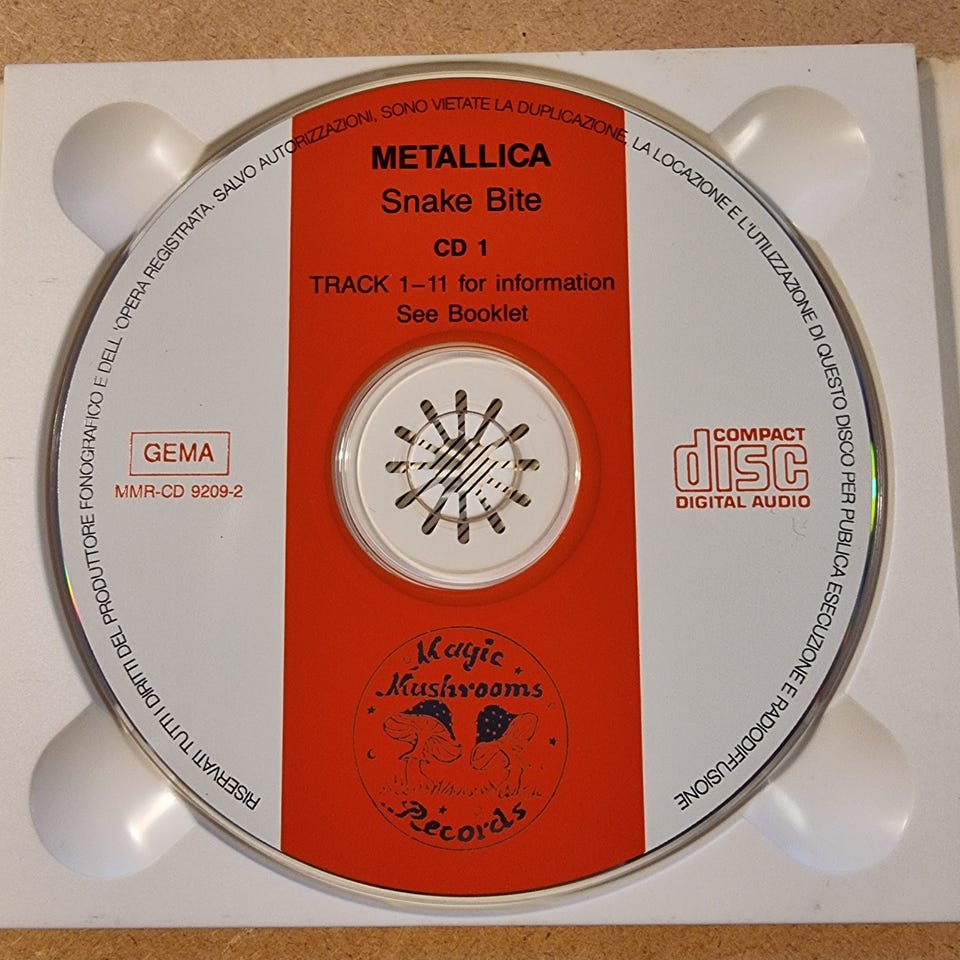 RISERVATI TUTTI I DIRITTI DEL PRODUTTORE FONOGRAFICO E DELL 'OPERA REGISTRATA. SALVO AUTORIZZAZIONI, SONO VIETATE LA DUPLICAZIONE, LA LOCAZIONE E L'UTILIZZAZIONE DI QUESTO DISCO PER PUBLICA ESECUZIONE E RADIODIFFUSIONE
METALLICA
Snake Bite
CD 1
TRACK 1–11 for information
See Booklet
GEMA
MMR-CD 9209-2
COMPACT
disc
DIGITAL AUDIO
Magic
Mushrooms
Records